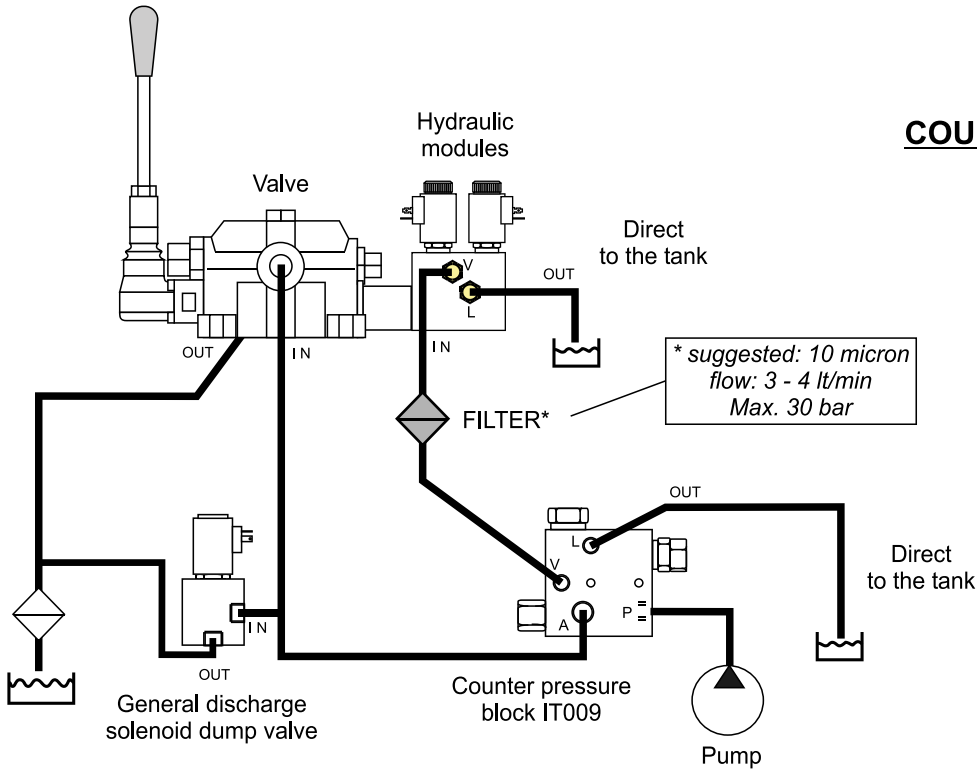 COU
Hydraulic
modules
Valve
Direct
to the tank
V
OUT
L
OUT
IN
IN
* suggested: 10 micron
flow: 3 - 4 lt/min
Max. 30 bar
FILTER*
OUT
L
V
Direct
to the tank
IN
A
P
OUT
General discharge
solenoid dump valve
Counter pressure
block IT009
Pump